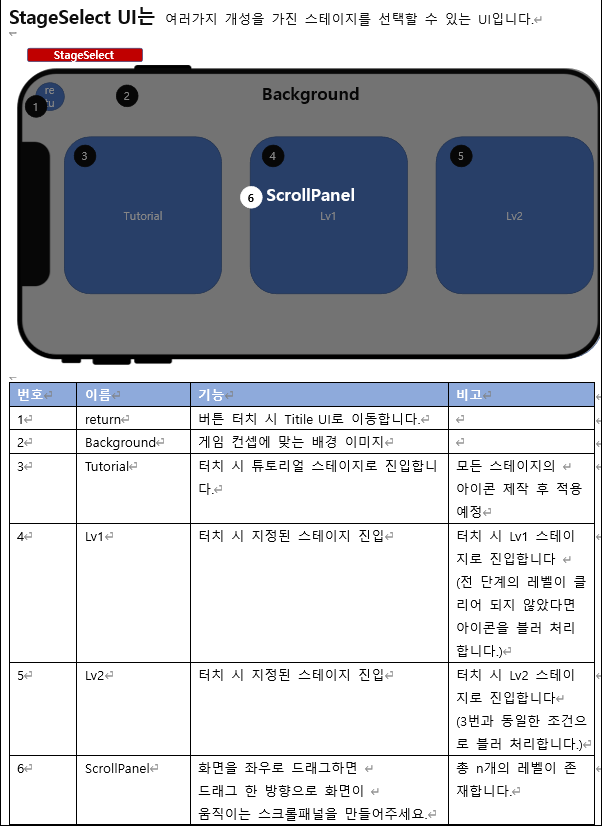 StageSelect UI는 여러가지 개성을 가진 스테이지를 선택할 수 있는 UI입니다.
StageSelect
re
tu
1
2
Background
3
4
5
6
ScrollPanel
Tutorial
Lv1
Lv2
번호 이름 기능 비고
1 return 버튼 터치 시 Titile UI로 이동합니다.
2 Background 게임 컨셉에 맞는 배경 이미지
3 Tutorial 터치 시 튜토리얼 스테이지로 진입합니
다.
모든 스테이지의
아이콘 제작 후 적용
예정
4 Lv1 터치 시 지정된 스테이지 진입
터치 시 Lv1 스테이
지로 진입합니다
(전 단계의 레벨이 클
리어 되지 않았다면
아이콘을 블러 처리
합니다.)
5 Lv2 터치 시 지정된 스테이지 진입
터치 시 Lv2 스테이
지로 진입합니다
(3번과 동일한 조건으
로 블러 처리합니다.)
6 ScrollPanel 화면을 좌우로 드래그하면
드래그 한 방향으로 화면이
움직이는 스크롤패널을 만들어주세요.
총 n개의 레벨이 존
재합니다.